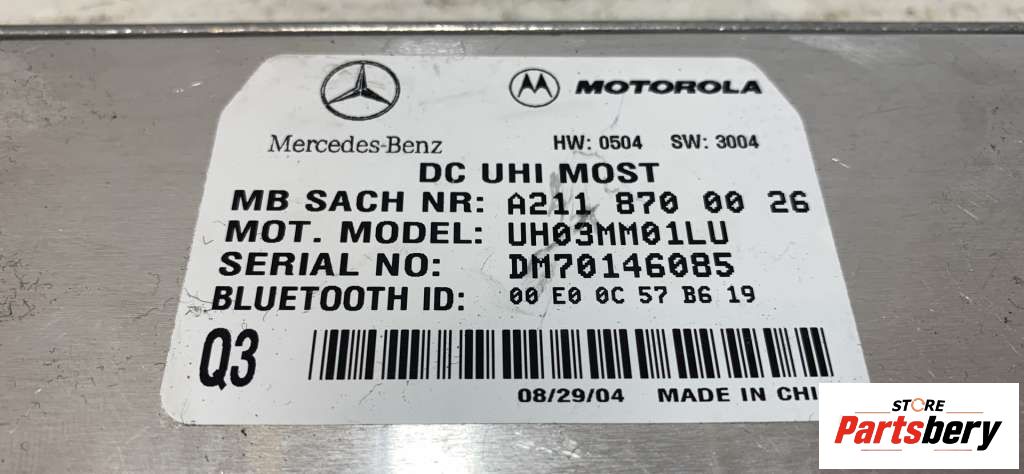 Mercedes-Benz
MOTOROLA
HW: 0504 SW: 3004
DC UHI MOST
MB SACH NR: A211 870 00 26
MOT. MODEL: UH03MM01LU
SERIAL NO: DM70146085
BLUETOOTH ID: 00 E0 0C 57 B6 19
Q3
08/29/04 MADE IN CHI
STORE
Partsbery